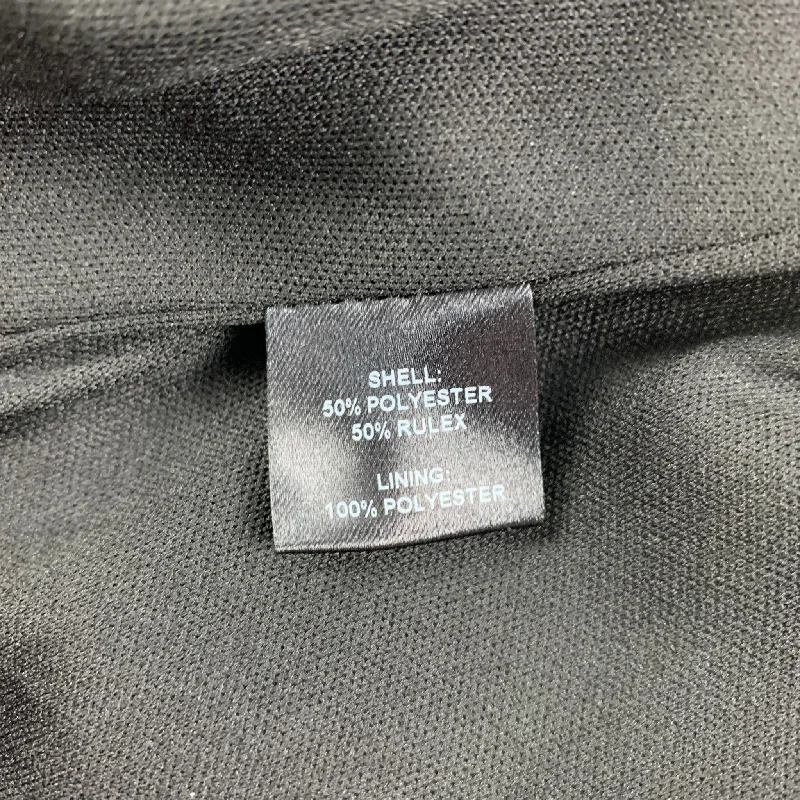 SHELL:
50% POLYESTER
50% RULEX
LINING:
100% POLYESTER